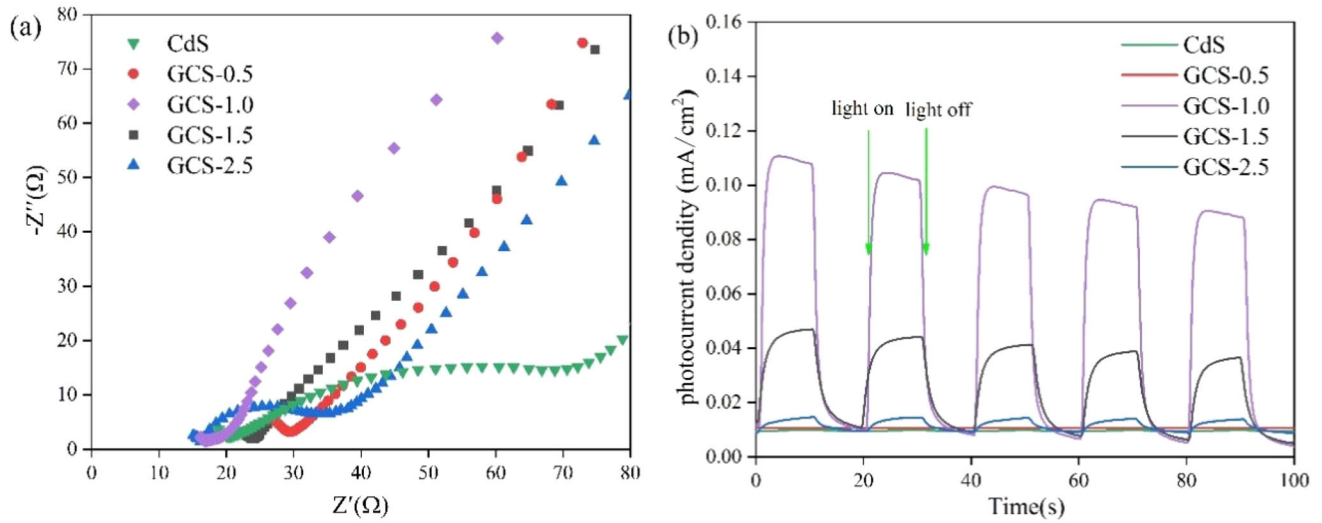 (a)
80
70
60
50
40
30
20
10
0
-Z''(Ω)
CdS
GCS-0.5
GCS-1.0
GCS-1.5
GCS-2.5
0 10 20 30 40 50 60 70 80
Z'(Ω)
(b)
0.16
0.14
0.12
0.10
0.08
0.06
0.04
0.02
0.00
photocurrent dendity (mA/cm²)
CdS
GCS-0.5
GCS-1.0
GCS-1.5
GCS-2.5
light on light off
0 20 40 60 80 100
Time(s)